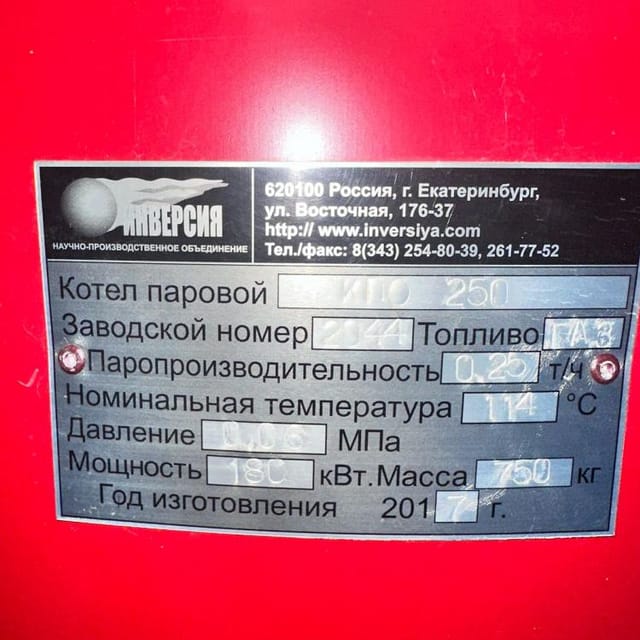 ИНВЕРСИЯ
НАУЧНО-ПРОИЗВОДСТВЕННОЕ ОБЪЕДИНЕНИЕ
620100 Россия, г. Екатеринбург,
ул. Восточная, 176-37
http:// www.inversiya.com
Тел./факс: 8(343) 254-80-39, 261-77-52
Котел паровой ИПО 250
Заводской номер 2044 Топливо ГАЗ
Паропроизводительность 0,25 т/ч
Номинальная температура 114 °С
Давление 0,06 МПа
Мощность 180 кВт. Масса 750 кг
Год изготовления 2017 г.